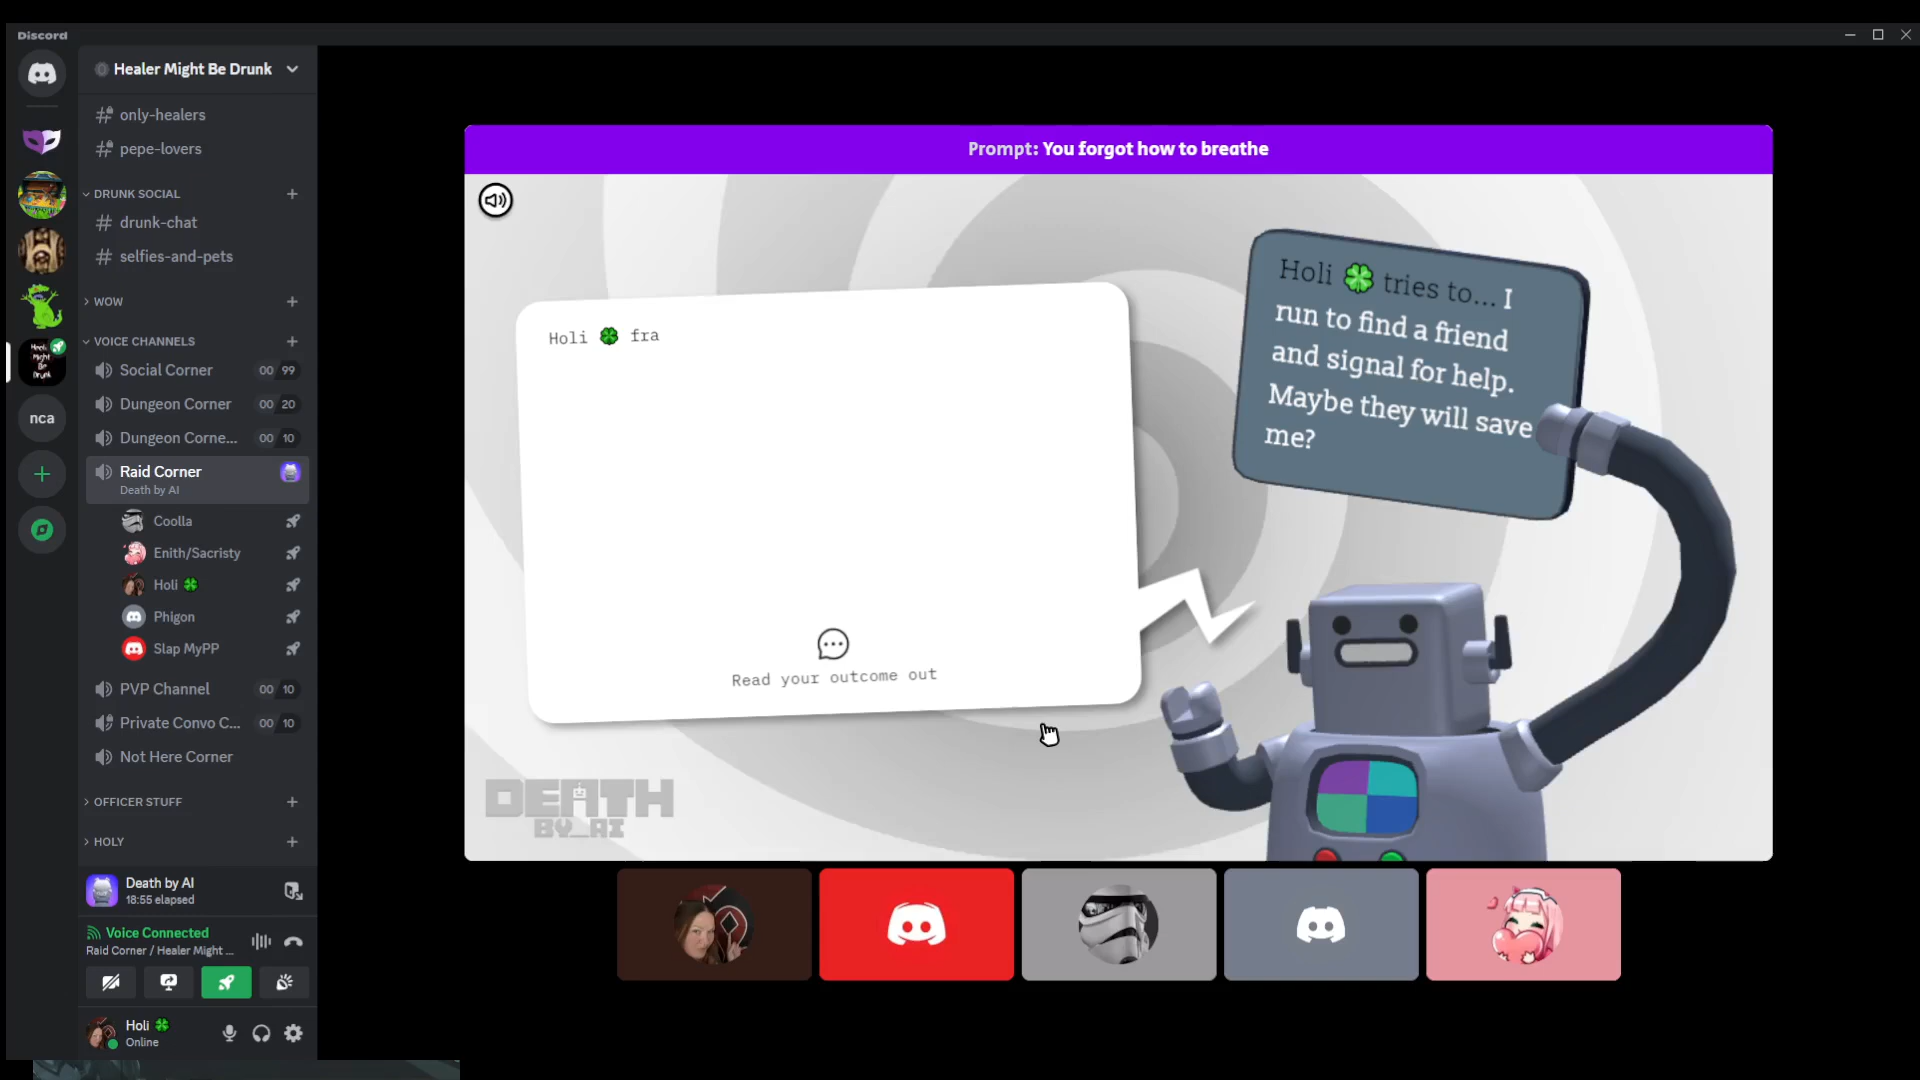 Discord
Healer Might Be Drunk
only-healers
pepe-lovers
DRUNK SOCIAL
drunk-chat
selfies-and-pets
WOW
VOICE CHANNELS
Social Corner 00 99
Dungeon Corner 00 20
Dungeon Corne... 00 10
Raid Corner
Death by AI
Coolla
Enith/Sacristy
Holi 🍀
Phigon
Slap MyPP
PVP Channel 00 10
Private Convo C... 00 10
Not Here Corner
OFFICER STUFF
HOLY
Death by AI
18:55 elapsed
Voice Connected
Raid Corner / Healer Might ...
Holi 🍀
Online
Heals
Might
Be
Drunk
nca
Prompt: You forgot how to breathe
Holi 🍀 fra
Read your outcome out
Holi 🍀 tries to... I
run to find a friend
and signal for help.
Maybe they will save
me?
DEATH
BY_AI